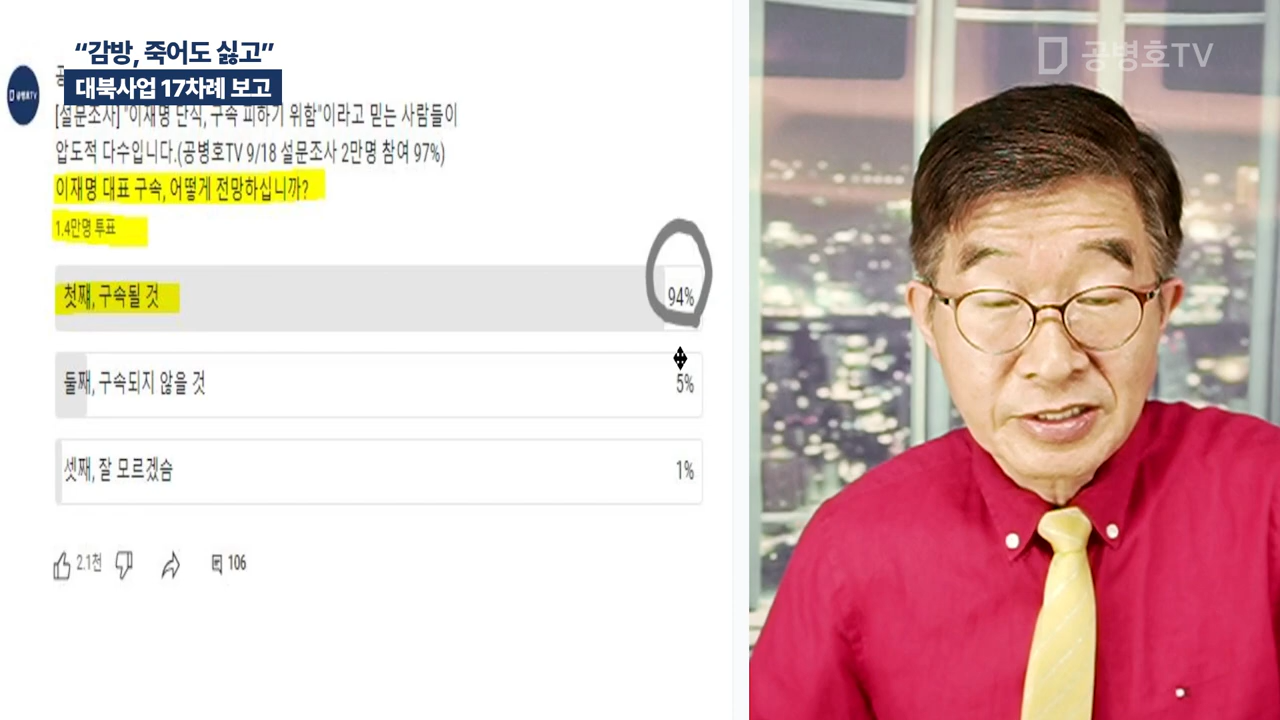 “감방, 죽어도 싫고”
대북사업 17차례 보고
공병호TV
공병호TV
[설문조사] "이재명 단식, 구속 피하기 위함"이라고 믿는 사람들이
압도적 다수입니다.(공병호TV 9/18 설문조사 2만명 참여 97%)
이재명 대표 구속, 어떻게 전망하십니까?
1.4만명 투표
첫째, 구속될 것
94%
둘째, 구속되지 않을 것
5%
셋째, 잘 모르겠슴
1%
2.1천
106